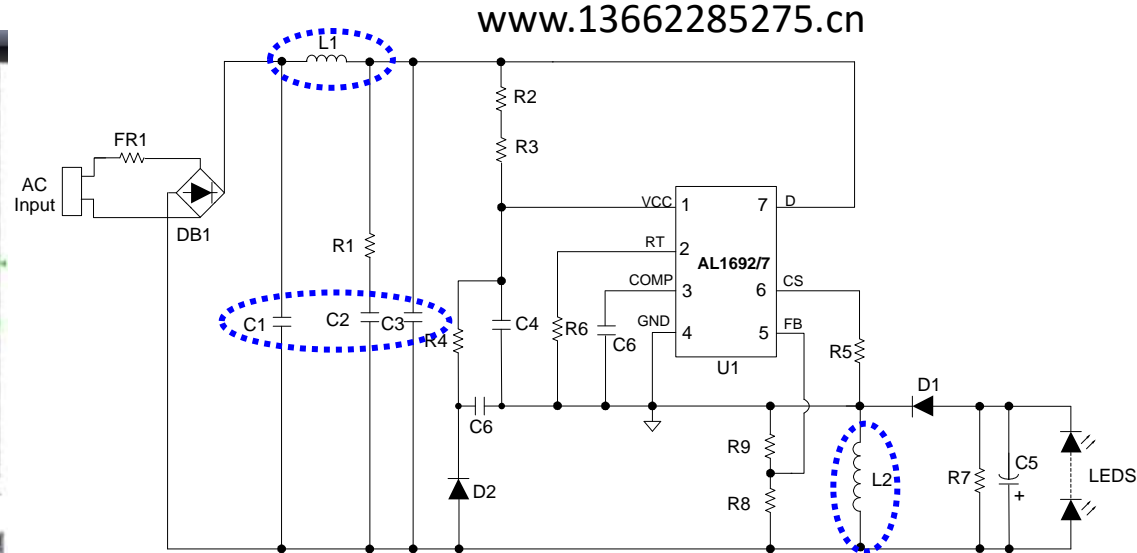 www.13662285275.cn
L1
R2
FR1
R3
AC
Input
DB1
VCC 1 7 D
R1
RT 2
AL1692/7
COMP 3 6 CS
C1 C2 C3 R4 C4 R6 C6
GND 4 5 FB
U1 R5
D1
C6
R9
L2 R7 C5 LEDS
D2 R8 +